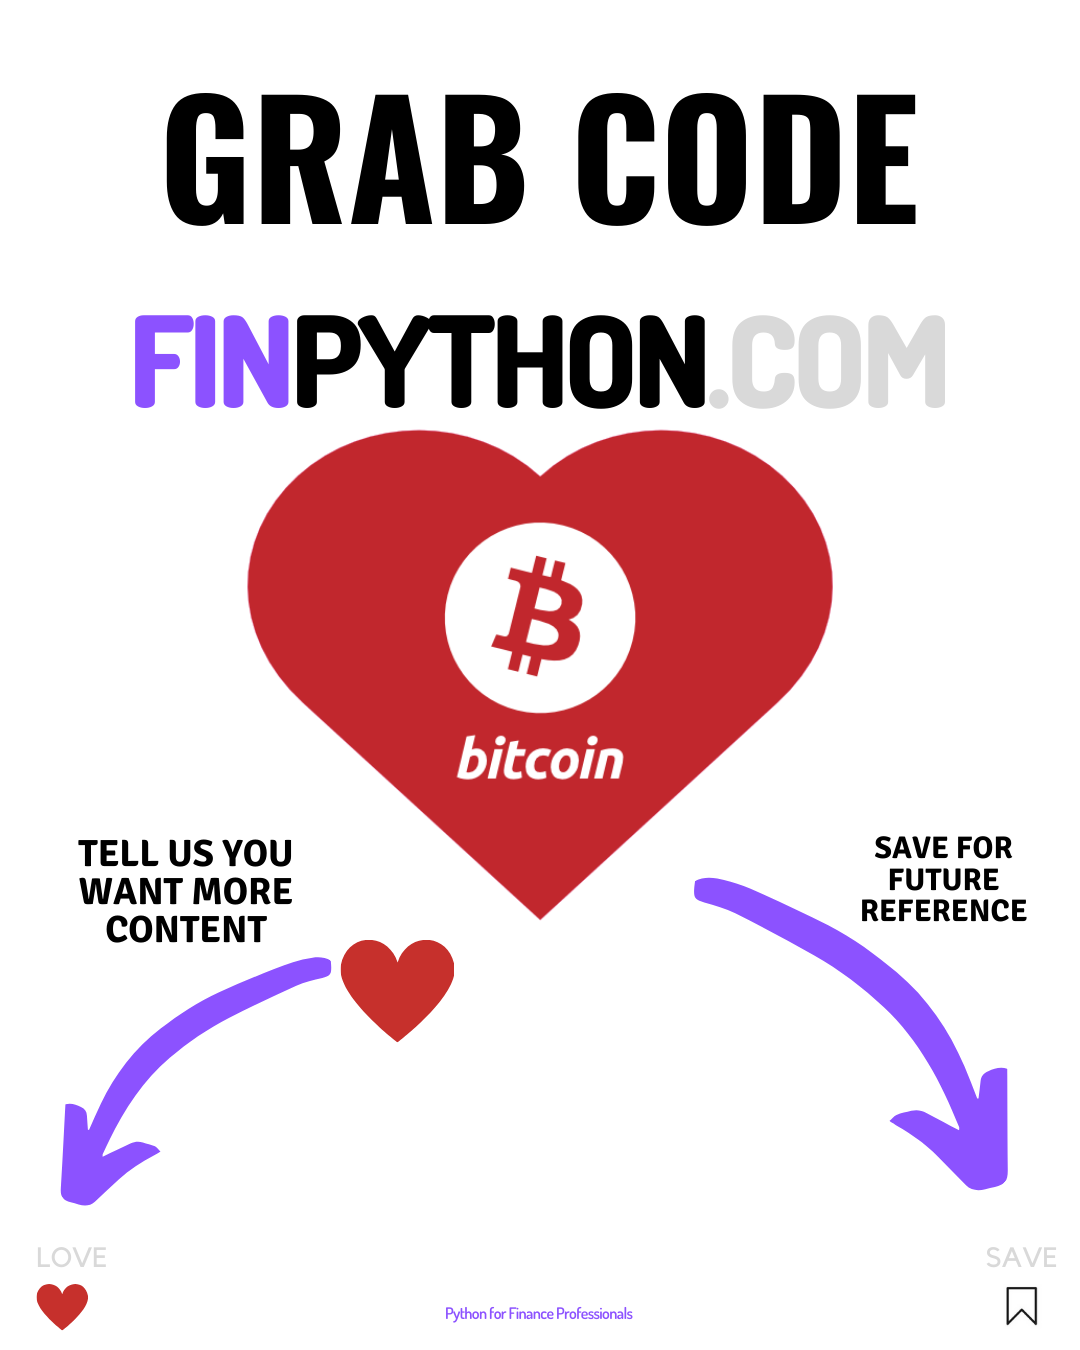 GRAB CODE
FINPYTHON.COM
bitcoin
TELL US YOU
WANT MORE
CONTENT
SAVE FOR
FUTURE
REFERENCE
LOVE
SAVE
Python for Finance Professionals